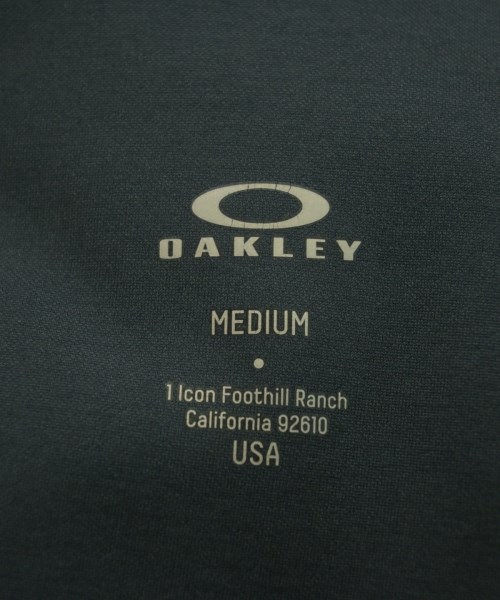 OAKLEY
MEDIUM
•
1 Icon Foothill Ranch
California 92610
USA